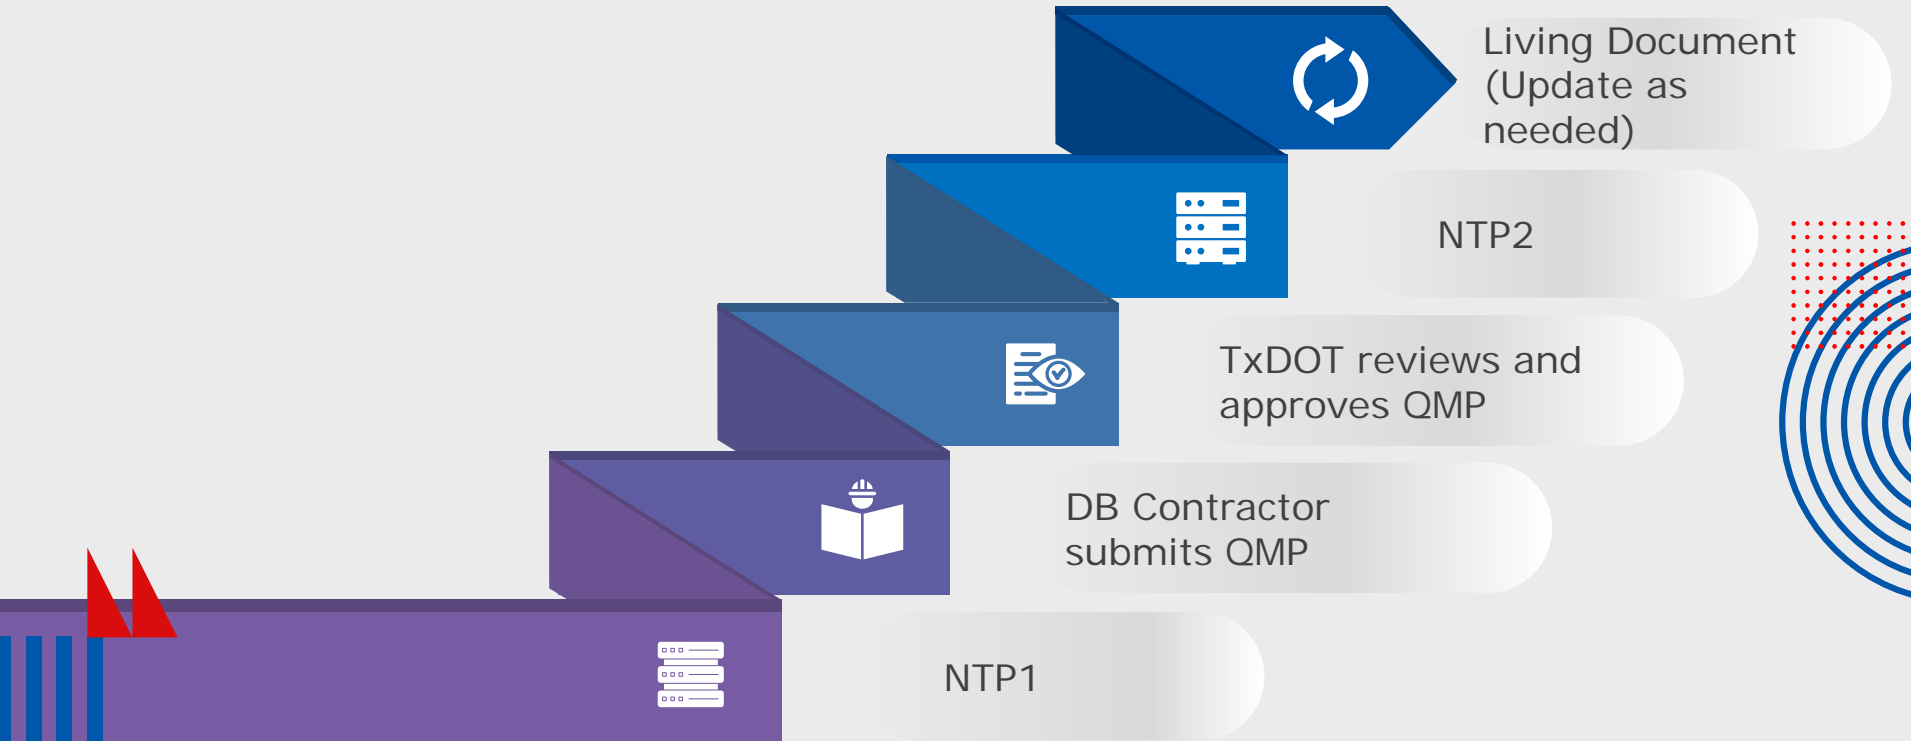 Living Document
(Update as
needed)
NTP2
TxDOT reviews and
approves QMP
DB Contractor
submits QMP
NTP1